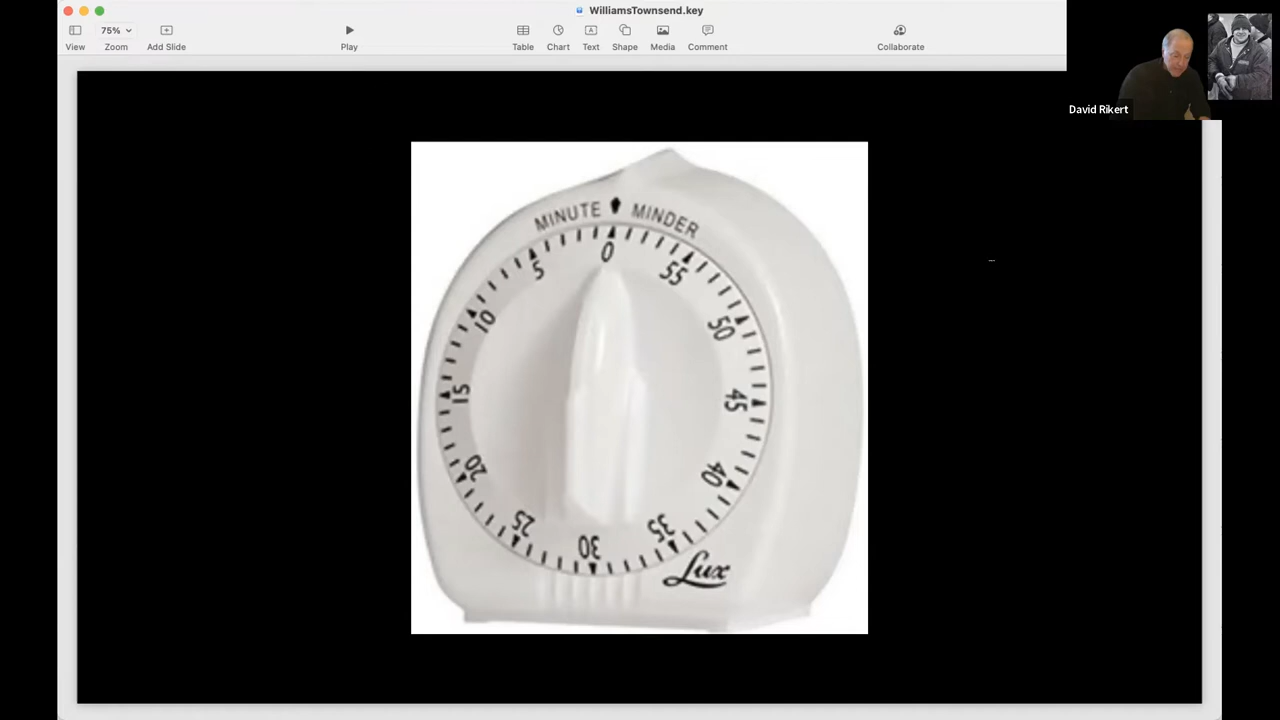 WilliamsTownsend.key
75%
View
Zoom
Add Slide
Play
Table
Chart
Text
Shape
Media
Comment
Collaborate
David Rikert
MINUTE MINDER
0
5
10
15
20
25
30
35
40
45
50
55
Lux